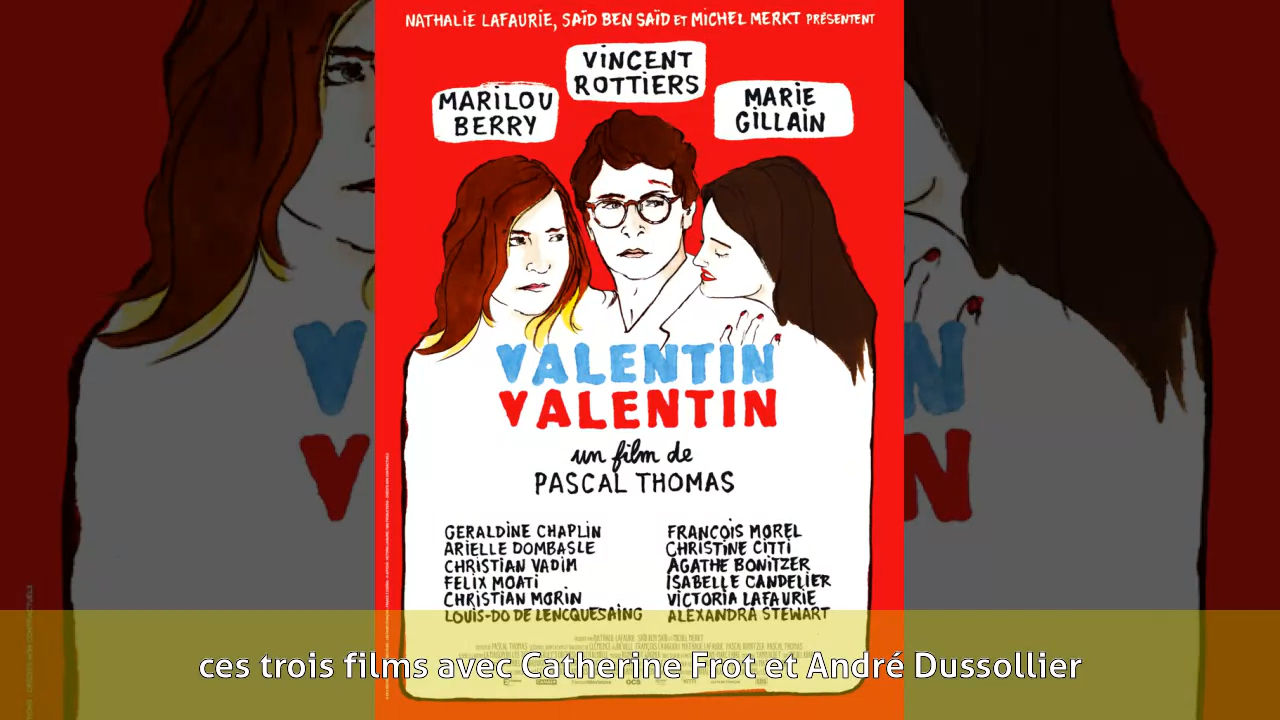 NATHALIE LAFAURIE, SAÏD BEN SAÏD ET MICHEL MERKT PRÉSENTENT
VINCENT
ROTTIERS
MARILOU
BERRY
MARIE
GILLAIN
VALENTIN
VALENTIN
un film de
PASCAL THOMAS
GERALDINE CHAPLIN
ARIELLE DOMBASLE
CHRISTIAN VADIM
FELIX MOATI
CHRISTIAN MORIN
LOUIS-DO DE LENCQUESAING
FRANÇOIS MOREL
CHRISTINE CITTI
AGATHE BONITZER
ISABELLE CANDELIER
VICTORIA LAFAURIE
ALEXANDRA STEWART
ces trois films avec Catherine Frot et André Dussollier